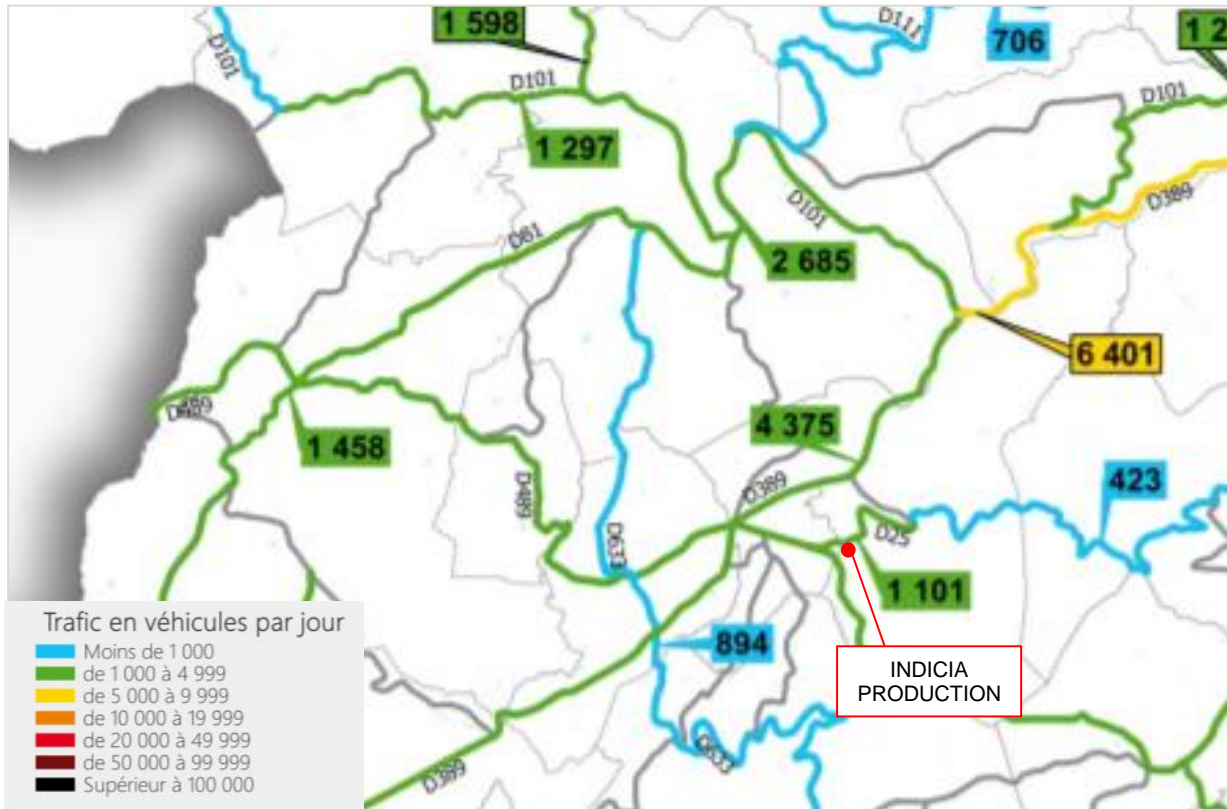 1 598
D111
706
1 2
D101
D101
D101
1 297
D101
D389
D81
2 685
6 401
1 458
4 375
D389
423
D489
D25
D633
1 101
894
INDICIA
PRODUCTION
D633
D389
Trafic en véhicules par jour
Moins de 1 000
de 1 000 à 4 999
de 5 000 à 9 999
de 10 000 à 19 999
de 20 000 à 49 999
de 50 000 à 99 999
Supérieur à 100 000